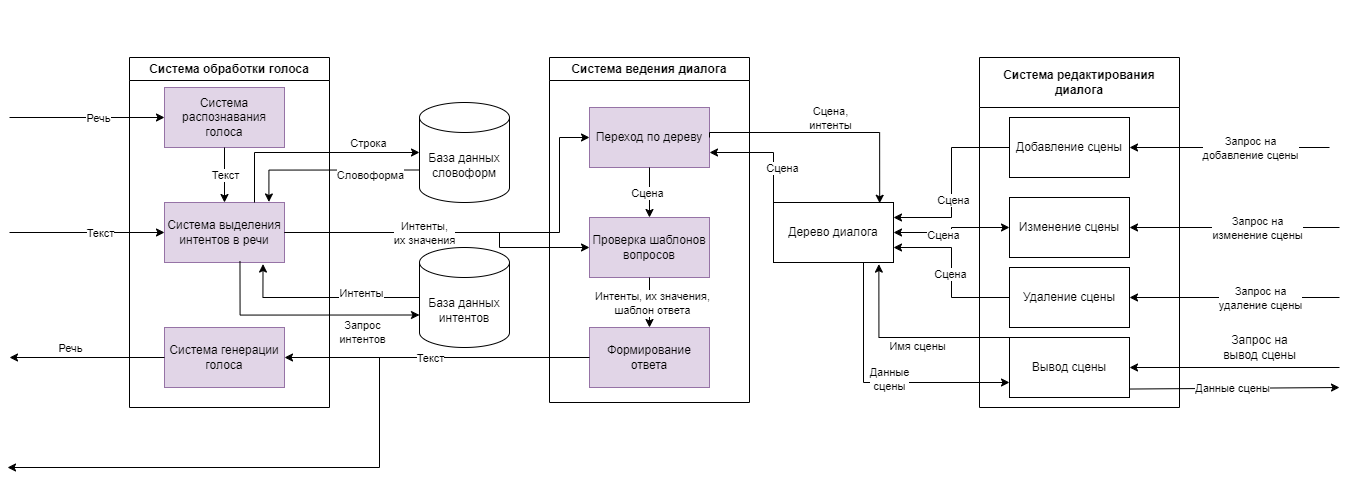 Система обработки голоса
Система
распознавания
голоса
Речь
Текст
Система выделения
интентов в речи
Текст
Система генерации
голоса
Речь
Строка
Словоформа
База данных
словоформ
Интенты,
их значения
Интенты
Запрос
интентов
База данных
интентов
Текст
Система ведения диалога
Переход по дереву
Сцена
Проверка шаблонов
вопросов
Интенты, их значения,
шаблон ответа
Формирование
ответа
Сцена,
интенты
Сцена
Дерево диалога
Сцена
Сцена
Сцена
Имя сцены
Данные
сцены
Система редактирования
диалога
Добавление сцены
Изменение сцены
Удаление сцены
Вывод сцены
Запрос на
добавление сцены
Запрос на
изменение сцены
Запрос на
удаление сцены
Запрос на
вывод сцены
Данные сцены